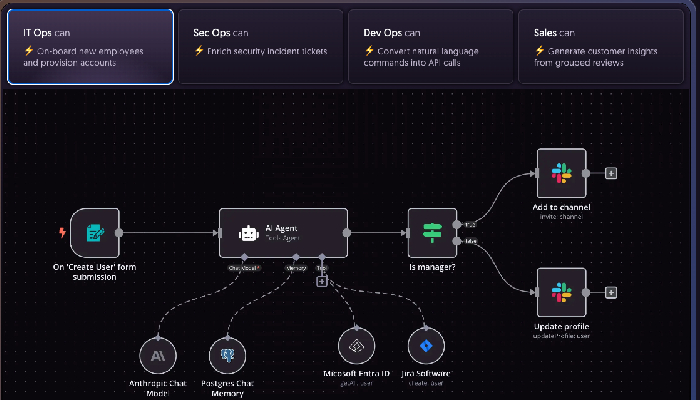 IT Ops can
⚡ On-board new employees
and provision accounts
Sec Ops can
⚡ Enrich security incident tickets
Dev Ops can
⚡ Convert natural language
commands into API calls
Sales can
⚡ Generate customer insights
from grouped reviews
On 'Create User' form
submission
AI Agent
Tools Agent
Chat Model *
Memory
Tool
Is manager?
true
false
Add to channel
invite: channel
Update profile
updateProfile: user
Anthropic Chat
Model
Postgres Chat
Memory
Microsoft Entra ID
getAll: user
Jira Software
create: user